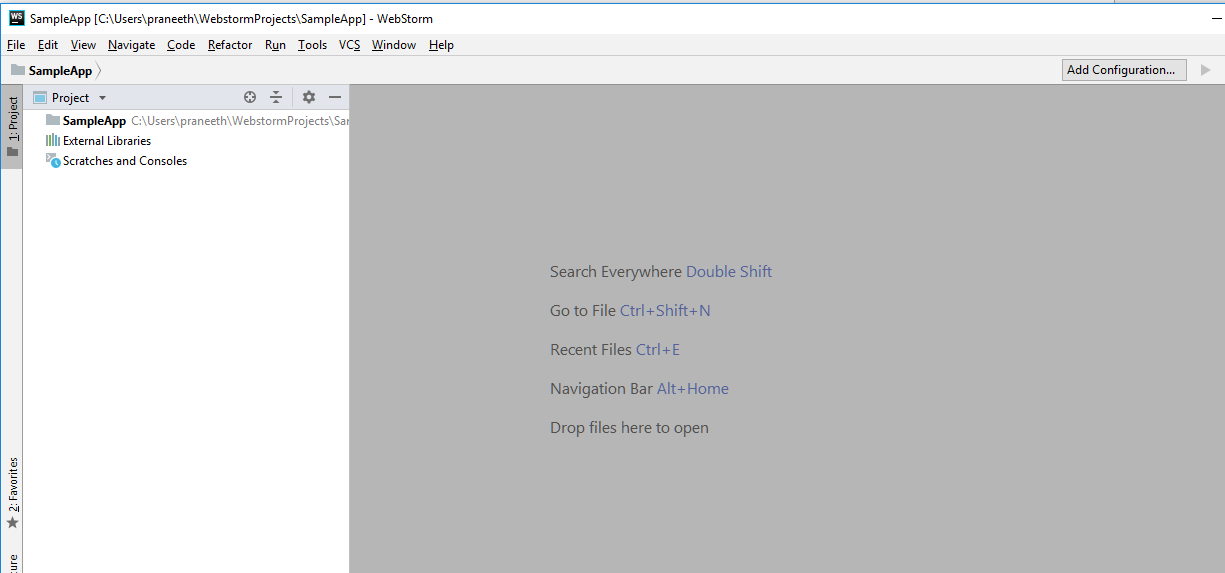 WS SampleApp [C:\Users\praneeth\WebstormProjects\SampleApp] - WebStorm
File Edit View Navigate Code Refactor Run Tools VCS Window Help
SampleApp Add Configuration...
1: Project
Project
SampleApp C:\Users\praneeth\WebstormProjects\Sar
External Libraries
Scratches and Consoles
Search Everywhere Double Shift
Go to File Ctrl+Shift+N
Recent Files Ctrl+E
Navigation Bar Alt+Home
Drop files here to open
2: Favorites
ure